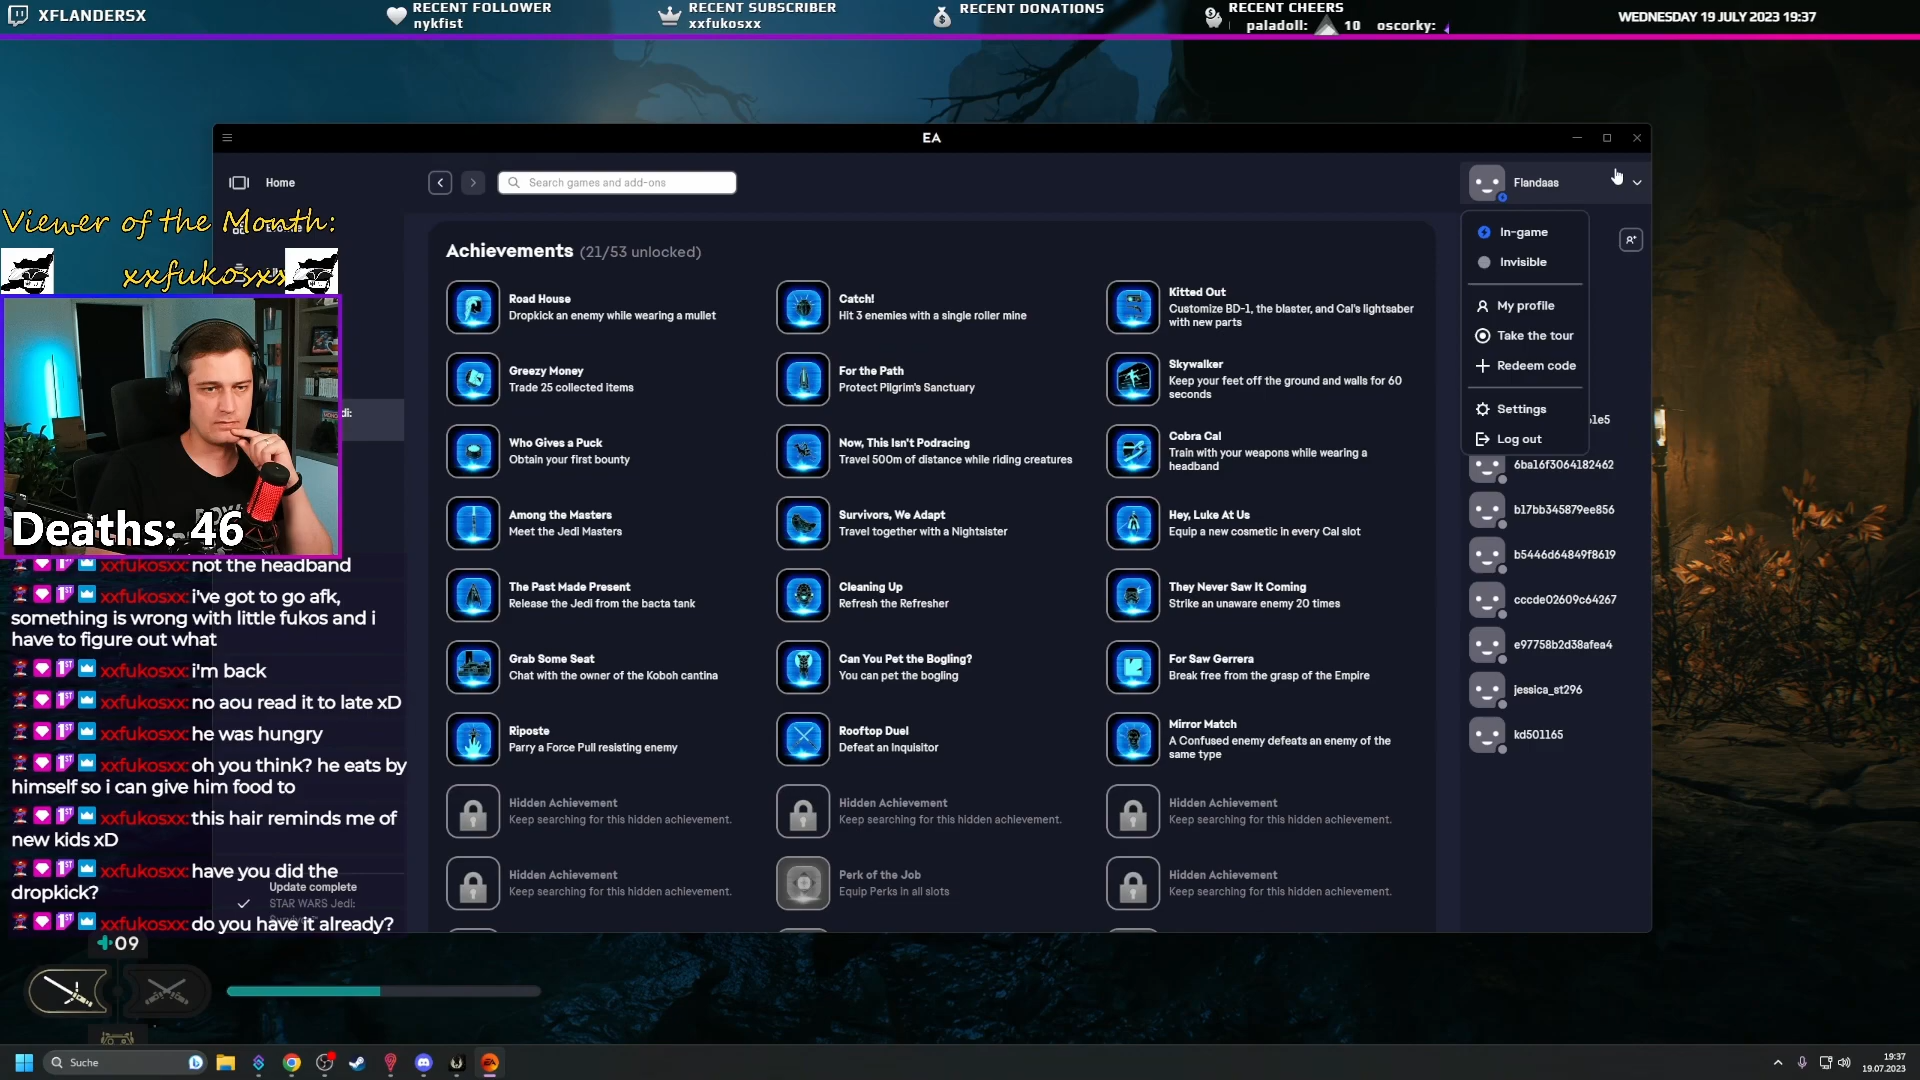 XFLANDERSX
RECENT FOLLOWER
nykfist
RECENT SUBSCRIBER
xxfukosxx
RECENT DONATIONS
RECENT CHEERS
paladoll: 10 oscorky:
WEDNESDAY 19 JULY 2023 19:37
EA
Home
Search games and add-ons
Flandaas
Viewer of the Month:
xxfukosxx
Deaths: 46
In-game
Invisible
My profile
Take the tour
Redeem code
Settings
Log out
Achievements (21/53 unlocked)
Road House
Dropkick an enemy while wearing a mullet
Catch!
Hit 3 enemies with a single roller mine
Kitted Out
Customize BD-1, the blaster, and Cal's lightsaber
with new parts
Greezy Money
Trade 25 collected items
For the Path
Protect Pilgrim's Sanctuary
Skywalker
Keep your feet off the ground and walls for 60
seconds
Who Gives a Puck
Obtain your first bounty
Now, This Isn't Podracing
Travel 500m of distance while riding creatures
Cobra Cal
Train with your weapons while wearing a
headband
Among the Masters
Meet the Jedi Masters
Survivors, We Adapt
Travel together with a Nightsister
Hey, Luke At Us
Equip a new cosmetic in every Cal slot
The Past Made Present
Release the Jedi from the bacta tank
Cleaning Up
Refresh the Refresher
They Never Saw It Coming
Strike an unaware enemy 20 times
Grab Some Seat
Chat with the owner of the Koboh cantina
Can You Pet the Bogling?
You can pet the bogling
For Saw Gerrera
Break free from the grasp of the Empire
Riposte
Parry a Force Pull resisting enemy
Rooftop Duel
Defeat an Inquisitor
Mirror Match
A Confused enemy defeats an enemy of the
same type
Hidden Achievement
Keep searching for this hidden achievement.
Hidden Achievement
Keep searching for this hidden achievement.
Hidden Achievement
Keep searching for this hidden achievement.
Hidden Achievement
Keep searching for this hidden achievement.
Perk of the Job
Equip Perks in all slots
Hidden Achievement
Keep searching for this hidden achievement.
6ba16f3064182462
b17bb345879ee856
b5446d64849f8619
cccde02609c64267
e97758b2d38afea4
jessica_st296
kd501165
xxfukosxx: not the headband
xxfukosxx: i've got to go afk,
something is wrong with little fukos and i
have to figure out what
xxfukosxx: i'm back
xxfukosxx: no aou read it to late xD
xxfukosxx: he was hungry
xxfukosxx: oh you think? he eats by
himself so i can give him food to
xxfukosxx: this hair reminds me of
new kids xD
xxfukosxx: have you did the
dropkick?
xxfukosxx: do you have it already?
Update complete
STAR WARS Jedi:
09
Suche
19:37
19.07.2023